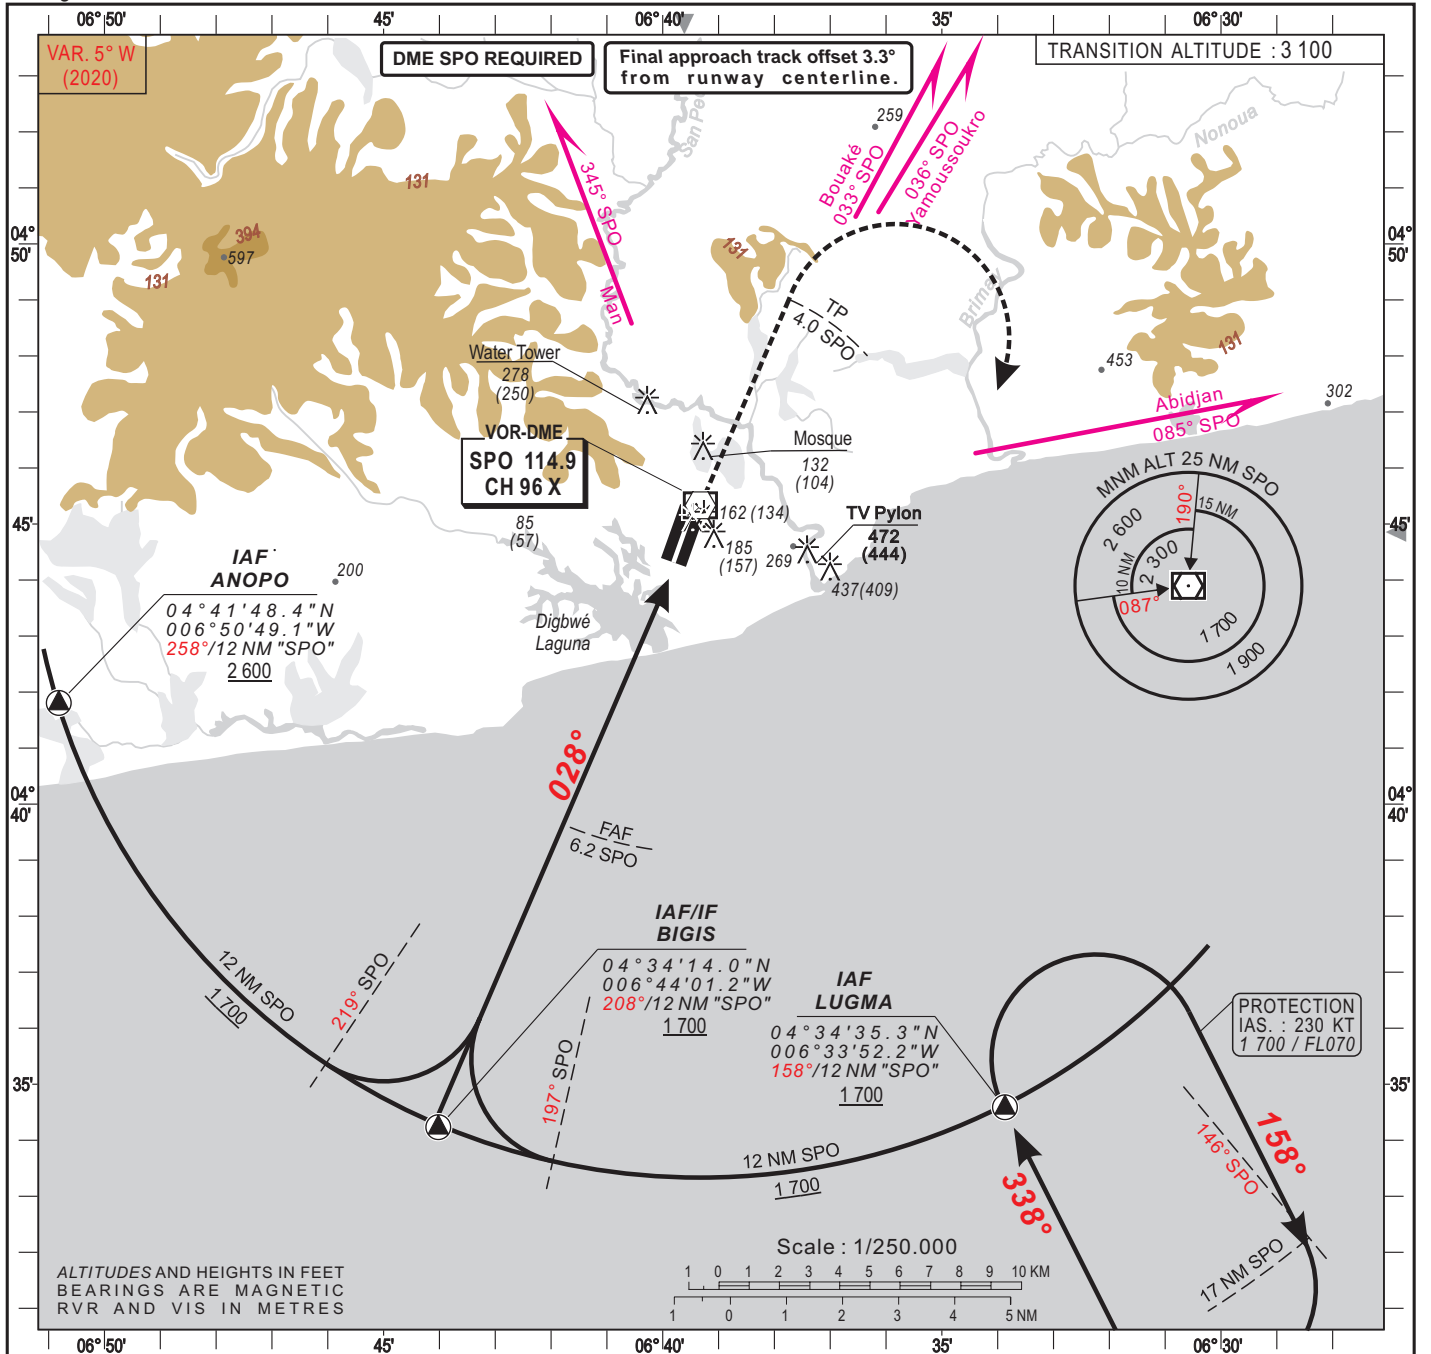 06°50'
45'
06°40'
35'
06°30'
VAR. 5° W
(2020)
DME SPO REQUIRED
Final approach track offset 3.3°
from runway centerline.
TRANSITION ALTITUDE : 3 100
259
San Pe
Nonoua
Bouaké
033° SPO
036° SPO
Yamoussoukro
131
345° SPO
Man
04°
50'
394
597
131
131
04°
50'
TP
4.0 SPO
Brimay
131
453
302
Water Tower
278
(250)
Abidjan
085° SPO
VOR-DME
SPO 114.9
CH 96 X
Mosque
132
(104)
MNM ALT 25 NM SPO
190°
15 NM
2 600
10 NM
2 300
087°
1 700
1 900
45'
85
(57)
162 (134)
185
(157)
269
TV Pylon
472
(444)
437(409)
45'
IAF
ANOPO
04°41'48.4"N
006°50'49.1"W
258°/12 NM "SPO"
2 600
200
Digbwé
Laguna
028°
04°
40'
04°
40'
FAF
6.2 SPO
IAF/IF
BIGIS
04°34'14.0"N
006°44'01.2"W
208°/12 NM "SPO"
1 700
12 NM SPO
1 700
219° SPO
197° SPO
IAF
LUGMA
04°34'35.3"N
006°33'52.2"W
158°/12 NM "SPO"
1 700
PROTECTION
IAS. : 230 KT
1 700 / FL070
35'
35'
12 NM SPO
1 700
338°
158°
146° SPO
17 NM SPO
Scale : 1/250.000
1 0 1 2 3 4 5 6 7 8 9 10 KM
1 0 1 2 3 4 5 NM
ALTITUDES AND HEIGHTS IN FEET
BEARINGS ARE MAGNETIC
RVR AND VIS IN METRES
06°50'
45'
06°40'
35'
06°30'